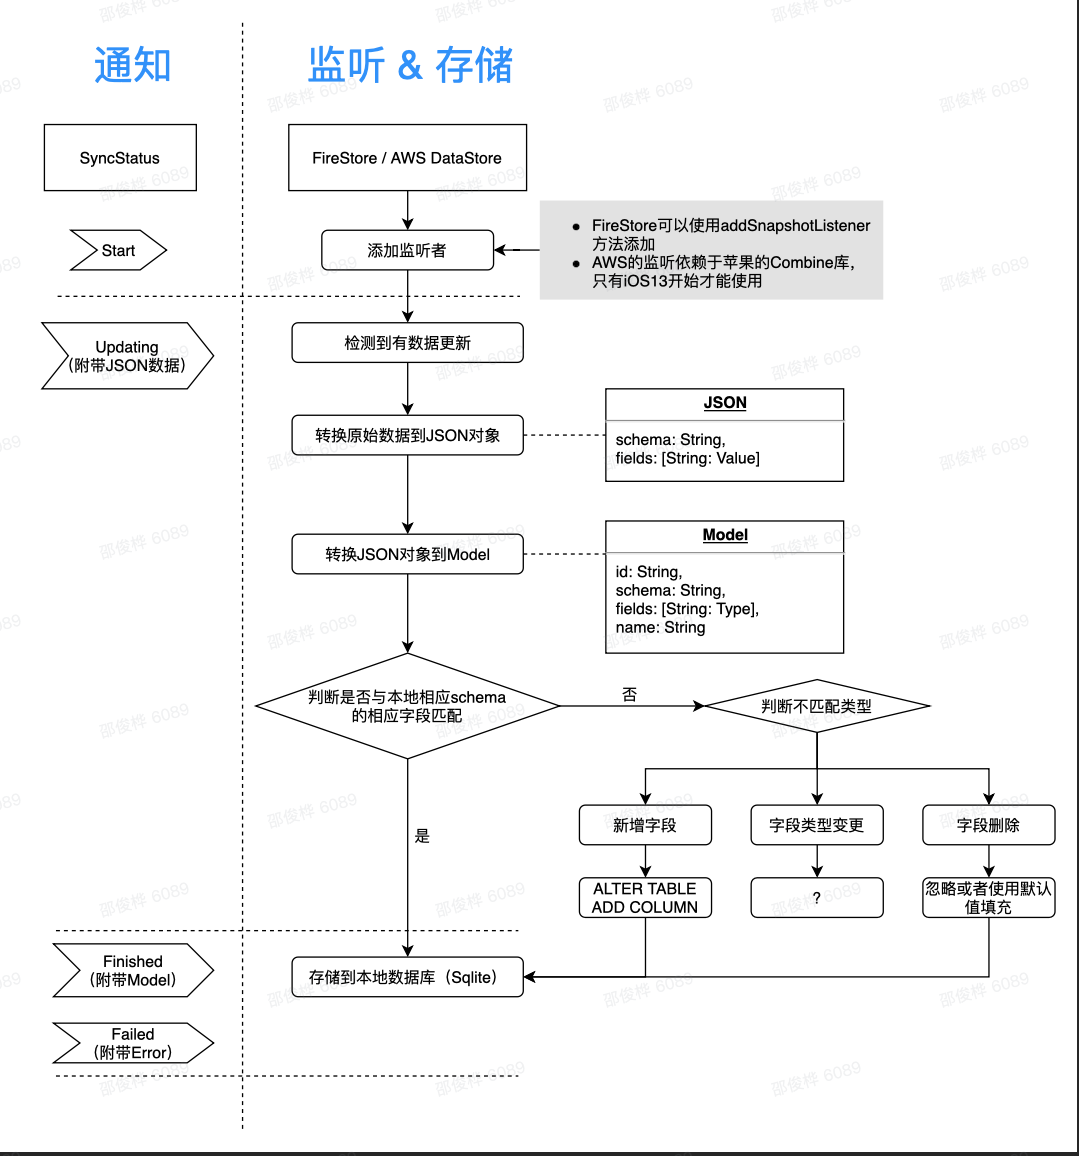 通知
监听 & 存储
SyncStatus
FireStore / AWS DataStore
Start
添加监听者
FireStore可以使用addSnapshotListener
方法添加
AWS的监听依赖于苹果的Combine库，
只有iOS13开始才能使用
Updating
（附带JSON数据）
检测到有数据更新
转换原始数据到JSON对象
JSON
schema: String,
fields: [String: Value]
转换JSON对象到Model
Model
id: String,
schema: String,
fields: [String: Type],
name: String
判断是否与本地相应schema
的相应字段匹配
否
判断不匹配类型
是
新增字段
字段类型变更
字段删除
ALTER TABLE
ADD COLUMN
?
忽略或者使用默认
值填充
Finished
（附带Model）
存储到本地数据库（Sqlite）
Failed
（附带Error）
邵俊桦 6089